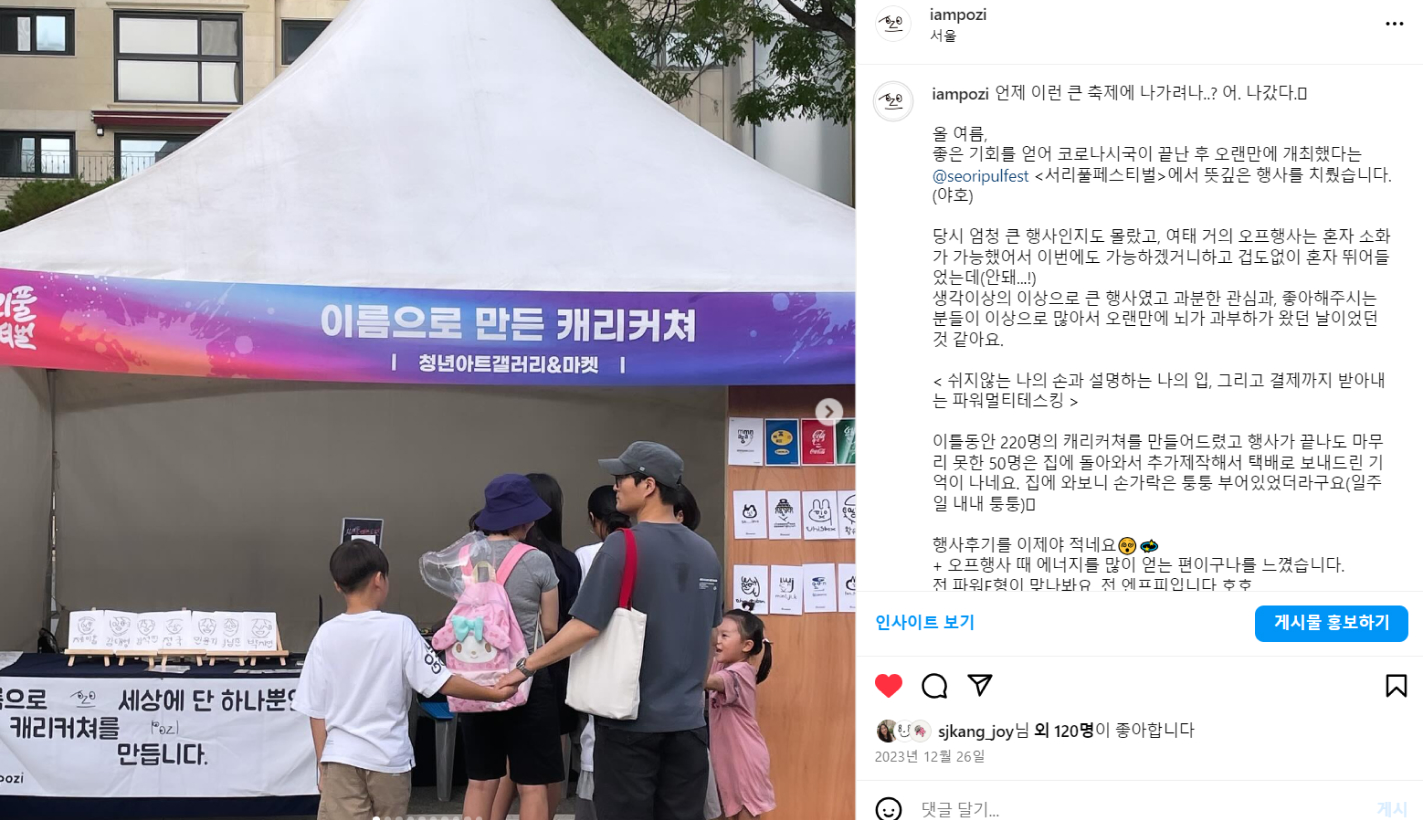 이름으로 만든 캐리커쳐
| 청년아트갤러리&마켓 |
세상에 단 하나뿐인
캐리커쳐를 pozi
만듭니다.
iampozi
서울
iampozi 언제 이런 큰 축제에 나가려나..? 어. 나갔다.
올 여름,
좋은 기회를 얻어 코로나시국이 끝난 후 오랜만에 개최했다는
@seoripulfest <서리풀페스티벌>에서 뜻깊은 행사를 치뤘습니다.
(야호)
당시 엄청 큰 행사인지도 몰랐고, 여태 거의 오프행사는 혼자 소화
가 가능했어서 이번에도 가능하겠거니하고 겁도없이 혼자 뛰어들
었는데(안돼...!)
생각이상의 이상으로 큰 행사였고 과분한 관심과, 좋아해주시는
분들이 이상으로 많아서 오랜만에 뇌가 과부하가 왔던 날이었던
것 같아요.
< 쉬지않는 나의 손과 설명하는 나의 입, 그리고 결제까지 받아내
는 파워멀티테스킹 >
이틀동안 220명의 캐리커쳐를 만들어드렸고 행사가 끝나도 마무
리 못한 50명은 집에 돌아와서 추가제작해서 택배로 보내드린 기
억이 나네요. 집에 와보니 손가락은 퉁퉁 부어있었더라구요(일주
일 내내 퉁퉁)
행사후기를 이제야 적네요
+ 오프행사 때 에너지를 많이 얻는 편이구나를 느꼈습니다.
전 파워E형이 맞나봐요. 전 엔프피입니다 호호
인사이트 보기
게시물 홍보하기
sjkang_joy님 외 120명이 좋아합니다
2023년 12월 26일
댓글 달기...
게시